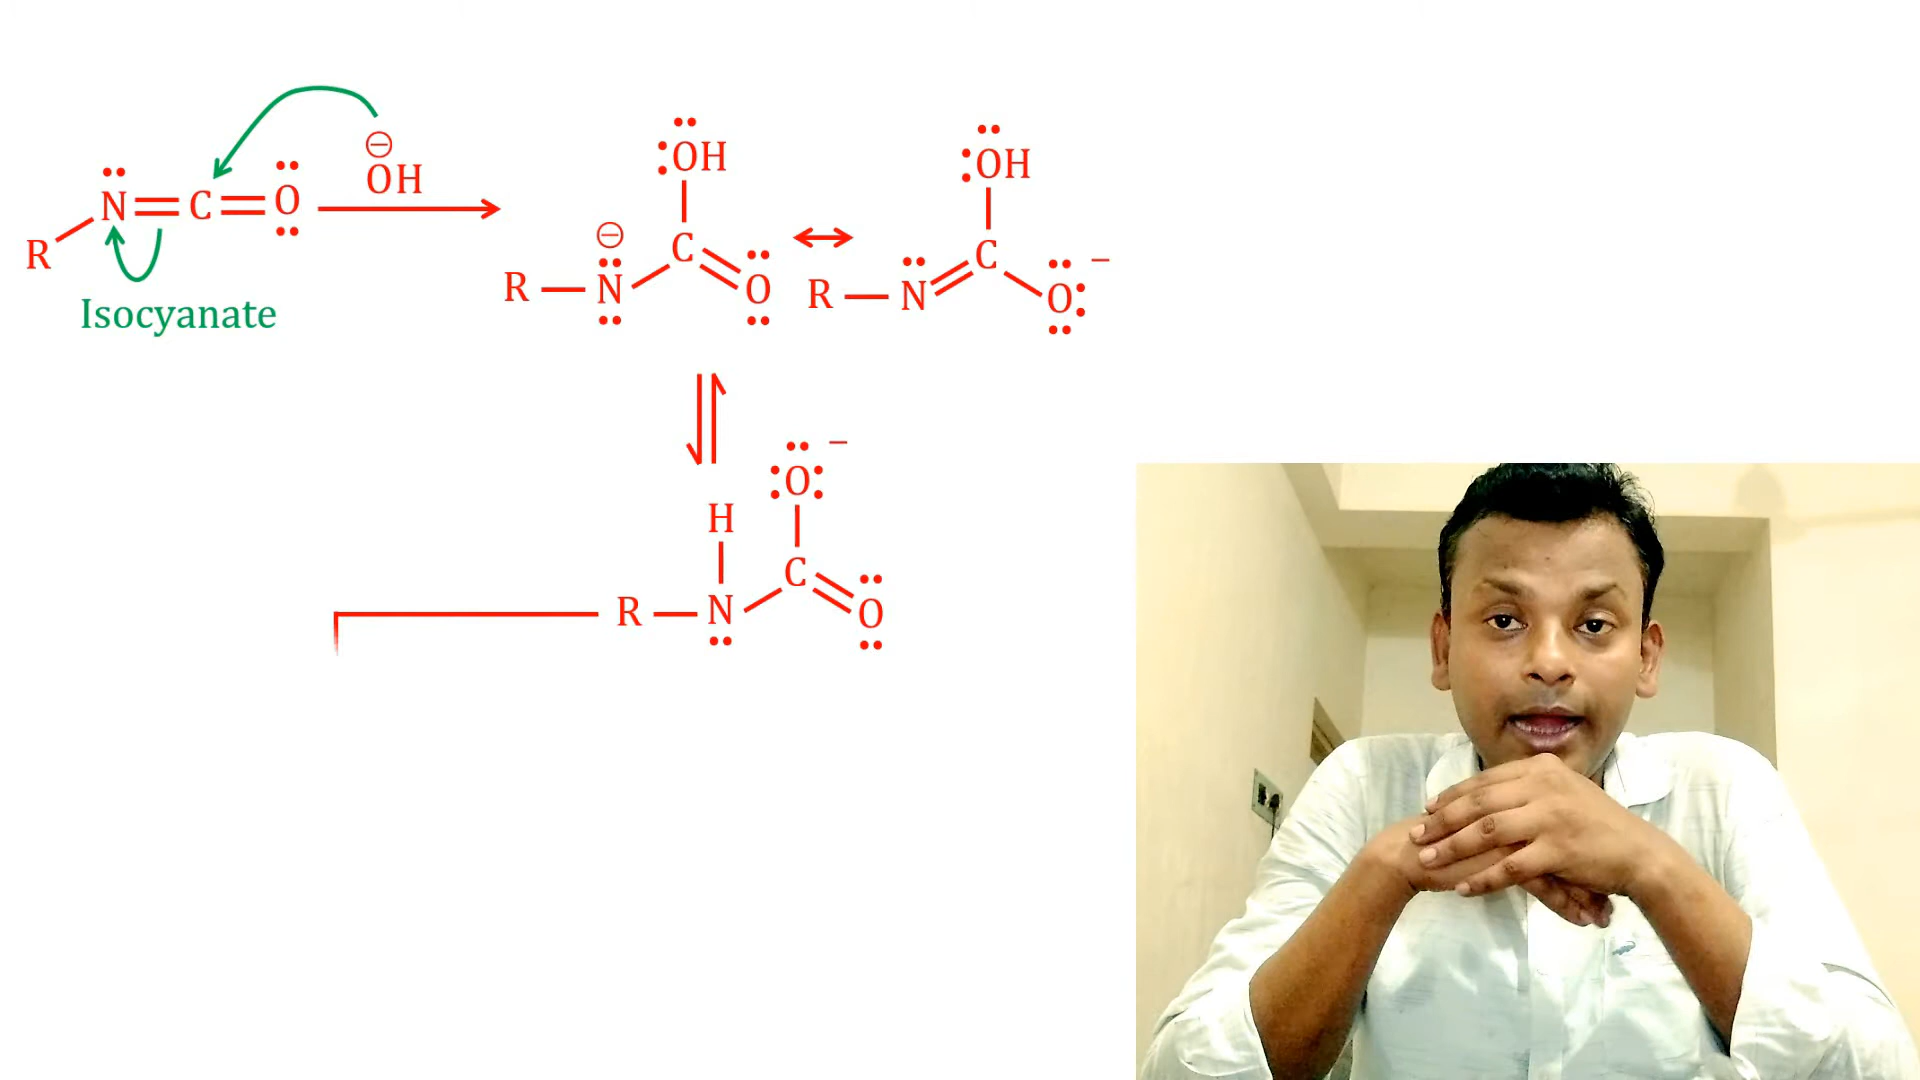 ⊖
OH
N=C=O
R
Isocyanate
OH
⊖
C
R—N
O
↔
OH
C
R—N
O −
O −
H
C
R—N
O